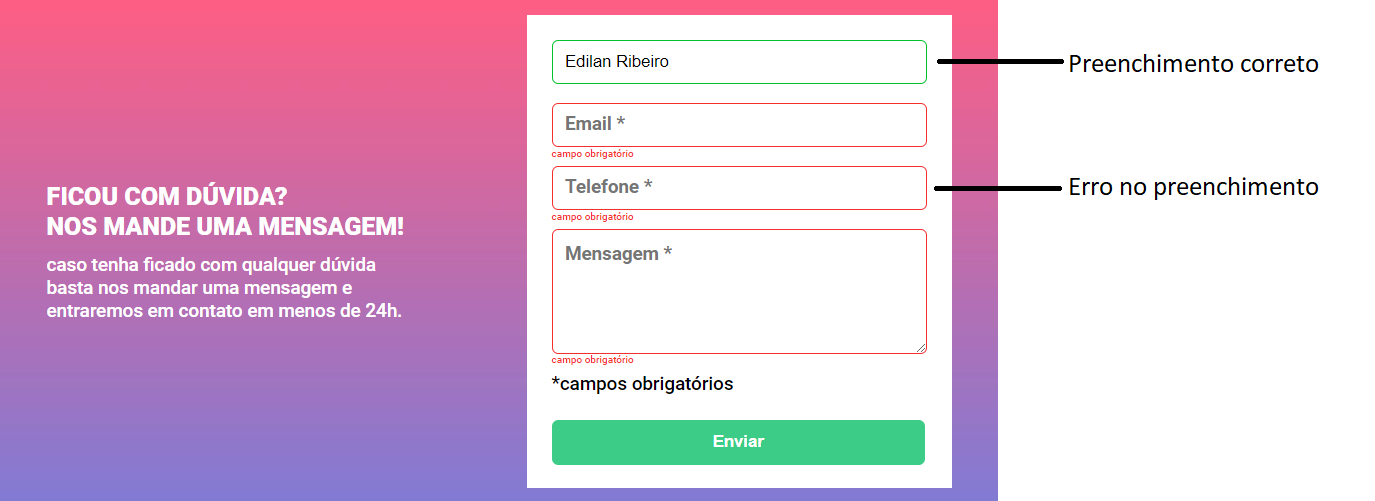 FICOU COM DÚVIDA?
NOS MANDE UMA MENSAGEM!
caso tenha ficado com qualquer dúvida
basta nos mandar uma mensagem e
entraremos em contato em menos de 24h.
Edilan Ribeiro
Email *
campo obrigatório
Telefone *
campo obrigatório
Mensagem *
campo obrigatório
*campos obrigatórios
Enviar
Preenchimento correto
Erro no preenchimento